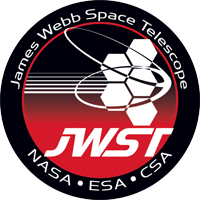 James Webb Space Telescope
JWST
NASA • ESA • CSA